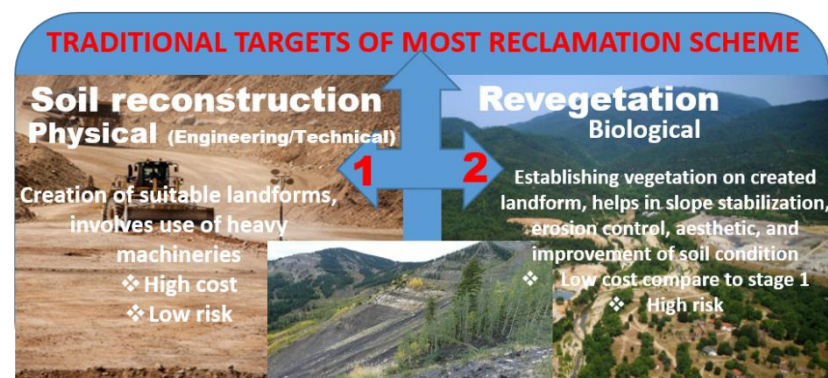 TRADITIONAL TARGETS OF MOST RECLAMATION SCHEME
Soil reconstruction
Physical (Engineering/Technical)
1
Creation of suitable landforms,
involves use of heavy
machineries
❖High cost
❖Low risk
Revegetation
Biological
2
Establishing vegetation on created
landform, helps in slope stabilization,
erosion control, aesthetic, and
improvement of soil condition
❖ Low cost compare to stage 1
❖ High risk